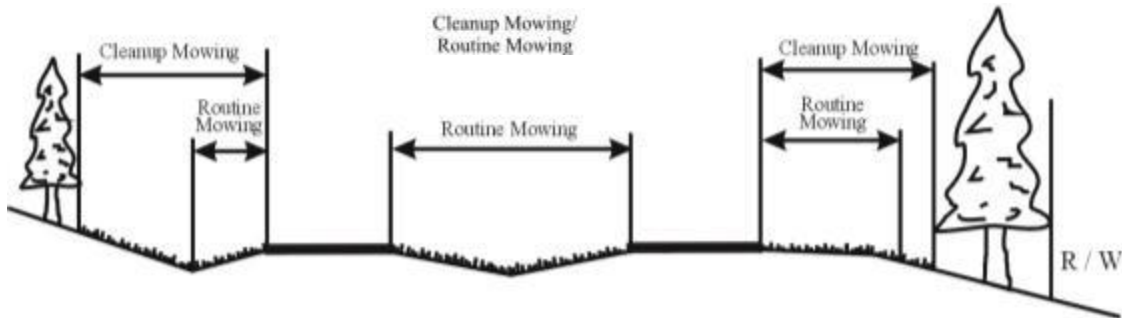 Cleanup Mowing/
Routine Mowing
Cleanup Mowing
Routine
Mowing
Routine Mowing
Cleanup Mowing
Routine
Mowing
R / W